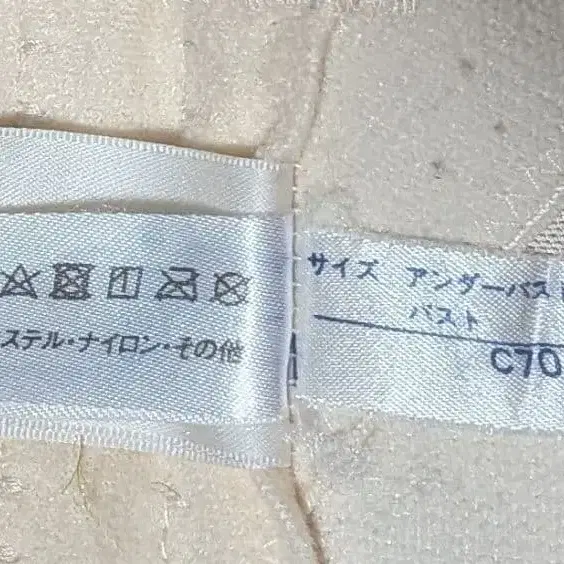 ステル・ナイロン・その他
サイズ アンダーバスト
バスト
C70